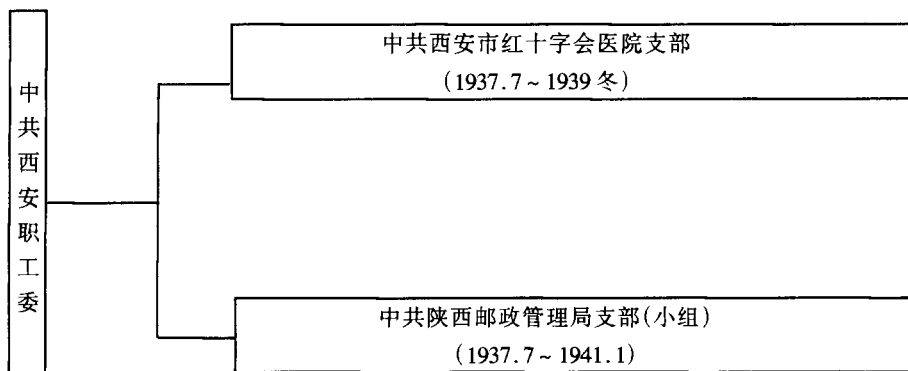 中共西安职工委
中共西安市红十字会医院支部
(1937.7~1939冬)
中共陕西邮政管理局支部(小组)
(1937.7~1941.1)